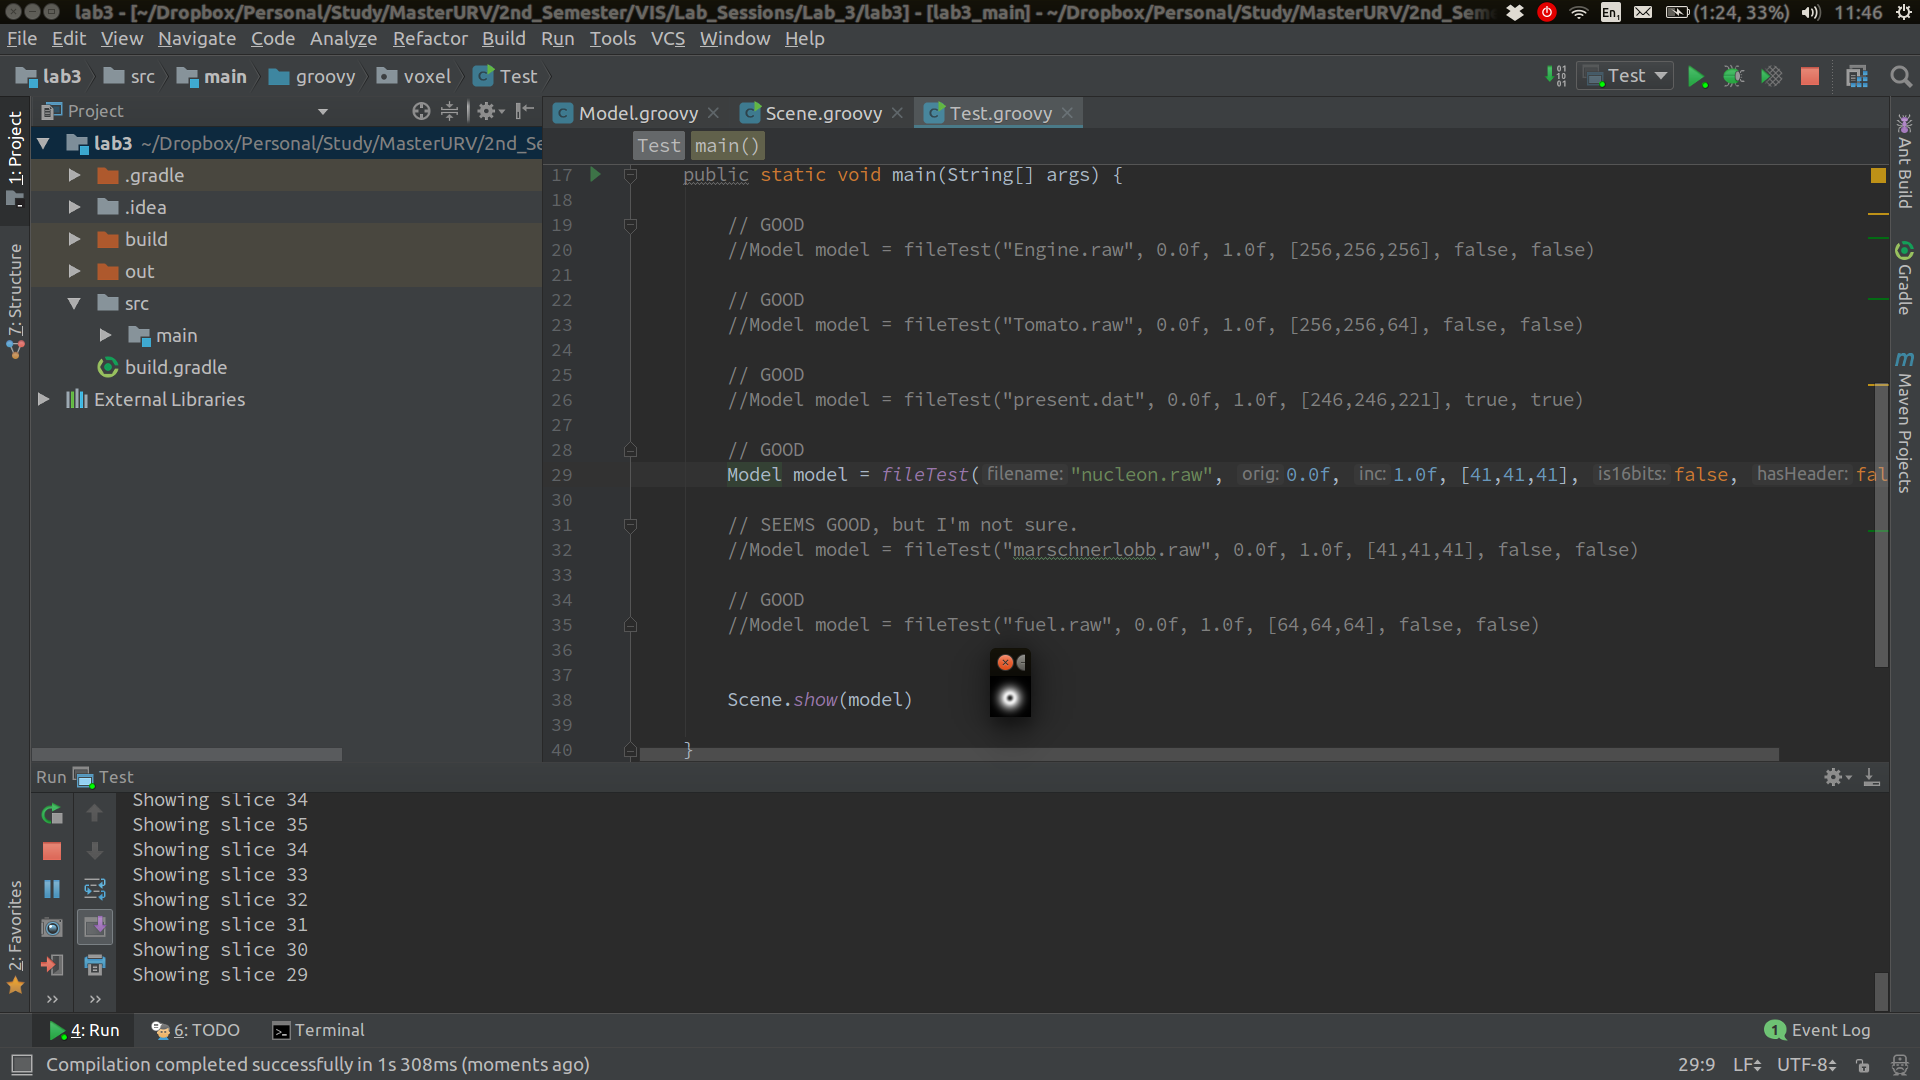 lab3 - [~/Dropbox/Personal/Study/MasterURV/2nd_Semester/VIS/Lab_Sessions/Lab_3/lab3] - [lab3_main] - ~/Dropbox/Personal/Study/MasterURV/2nd_Sem
En1 (1:24, 33%) 11:46
File Edit View Navigate Code Analyze Refactor Build Run Tools VCS Window Help
lab3 src main groovy voxel Test
Test
Project
Model.groovy Scene.groovy Test.groovy
Test main()
1: Project
7: Structure
2: Favorites
lab3 ~/Dropbox/Personal/Study/MasterURV/2nd_Se
.gradle
.idea
build
out
src
main
build.gradle
External Libraries
17 public static void main(String[] args) {
18
19 // GOOD
20 //Model model = fileTest("Engine.raw", 0.0f, 1.0f, [256,256,256], false, false)
21
22 // GOOD
23 //Model model = fileTest("Tomato.raw", 0.0f, 1.0f, [256,256,64], false, false)
24
25 // GOOD
26 //Model model = fileTest("present.dat", 0.0f, 1.0f, [246,246,221], true, true)
27
28 // GOOD
29 Model model = fileTest( filename: "nucleon.raw", orig: 0.0f, inc: 1.0f, [41,41,41], is16bits: false, hasHeader: fal
30
31 // SEEMS GOOD, but I'm not sure.
32 //Model model = fileTest("marschnerlobb.raw", 0.0f, 1.0f, [41,41,41], false, false)
33
34 // GOOD
35 //Model model = fileTest("fuel.raw", 0.0f, 1.0f, [64,64,64], false, false)
36
37
38 Scene.show(model)
39
40 }
Ant Build
Gradle
m Maven Projects
Run Test
Showing slice 34
Showing slice 35
Showing slice 34
Showing slice 33
Showing slice 32
Showing slice 31
Showing slice 30
Showing slice 29
4: Run 6: TODO Terminal 1 Event Log
Compilation completed successfully in 1s 308ms (moments ago) 29:9 LF UTF-8